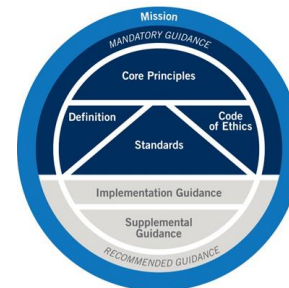 Mission
MANDATORY GUIDANCE
Core Principles
Definition
Code
of Ethics
Standards
Implementation Guidance
Supplemental
Guidance
RECOMMENDED GUIDANCE